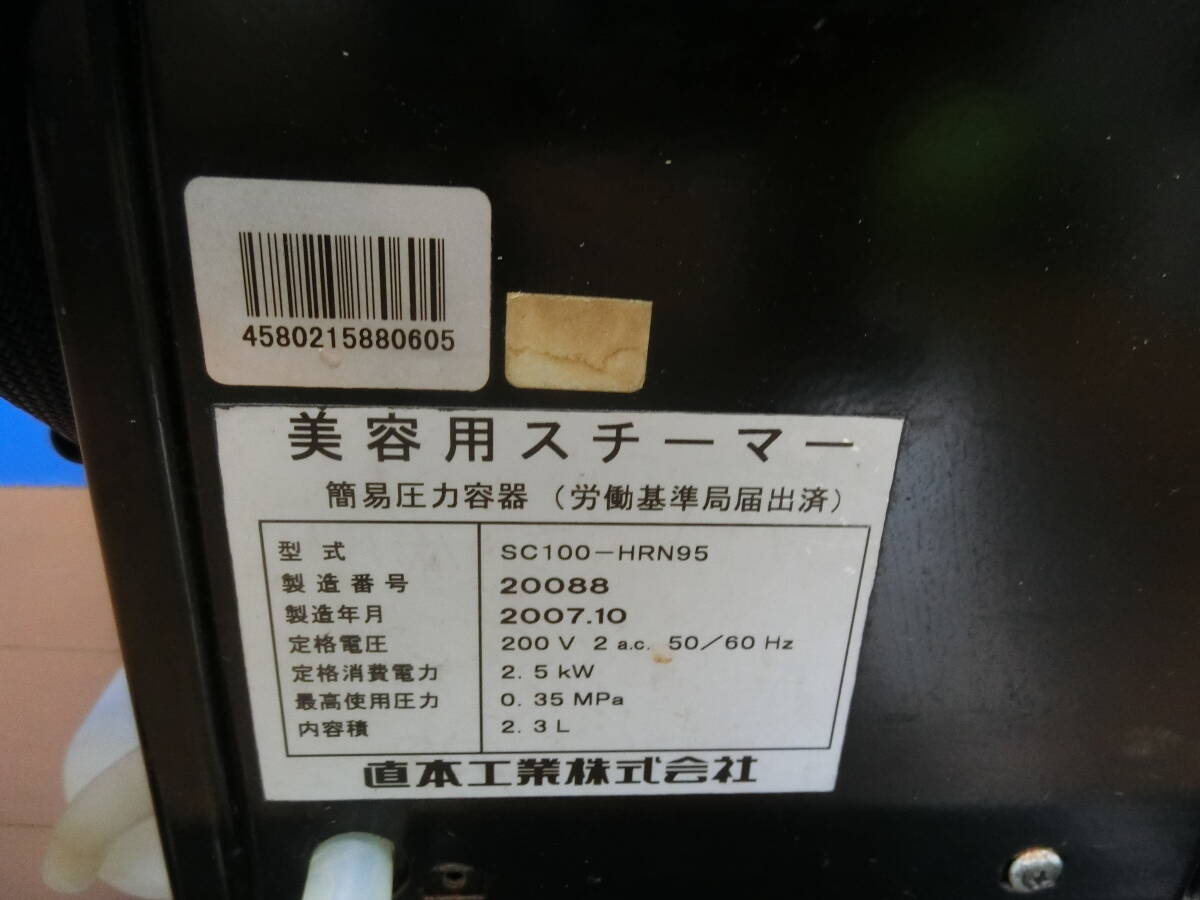 4580215880605
美容用スチーマー
簡易圧力容器（労働基準局届出済）
型式 SC100-HRN95
製造番号 20088
製造年月 2007.10
定格電圧 200 V 2 a.c. 50/60 Hz
定格消費電力 2.5 kW
最高使用圧力 0.35 MPa
内容積 2.3 L
直本工業株式会社